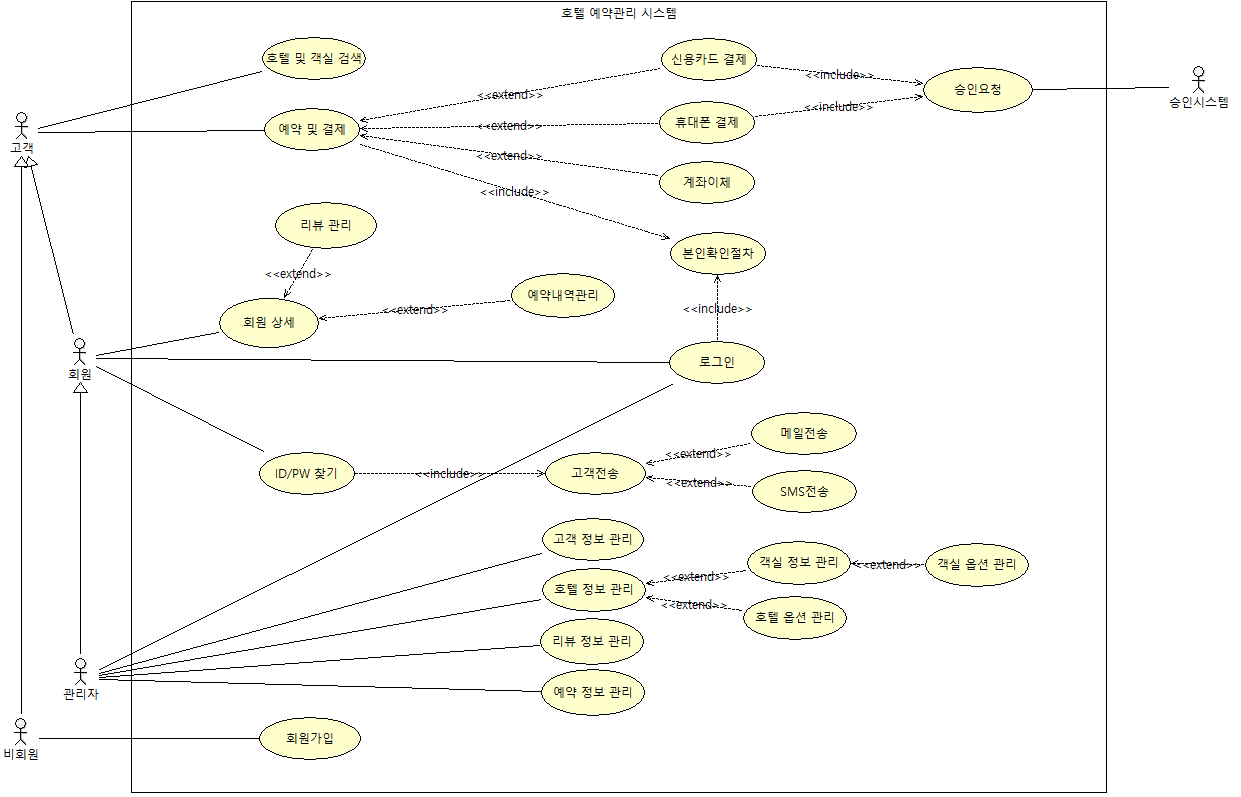 호텔 예약관리 시스템
호텔 및 객실 검색
신용카드 결제
<<include>>
승인요청
승인시스템
<<extend>>
고객
예약 및 결제
<<extend>>
휴대폰 결제
<<include>>
<<extend>>
계좌이체
<<include>>
리뷰 관리
본인확인절차
<<extend>>
예약내역관리
<<extend>>
<<include>>
회원 상세
회원
로그인
메일전송
<<extend>>
ID/PW 찾기
<<include>>
고객전송
<<extend>>
SMS전송
고객 정보 관리
객실 정보 관리
<<extend>>
객실 옵션 관리
<<extend>>
호텔 정보 관리
<<extend>>
호텔 옵션 관리
리뷰 정보 관리
관리자
예약 정보 관리
비회원
회원가입